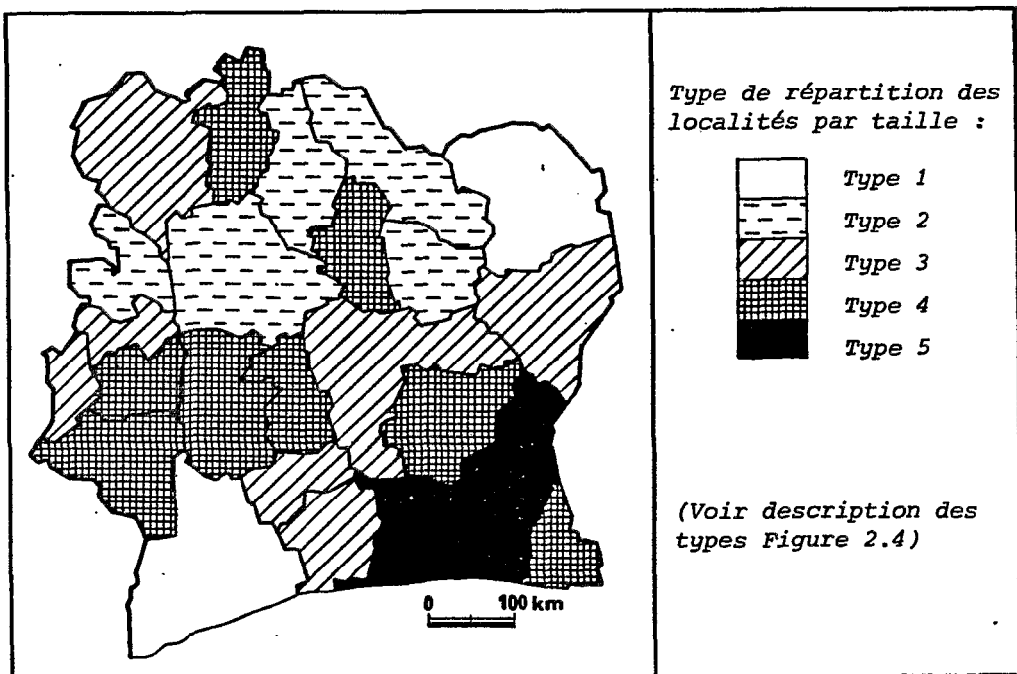 Type de répartition des
localités par taille :
Type 1
Type 2
Type 3
Type 4
Type 5
(Voir description des
types Figure 2.4)
0 100 km